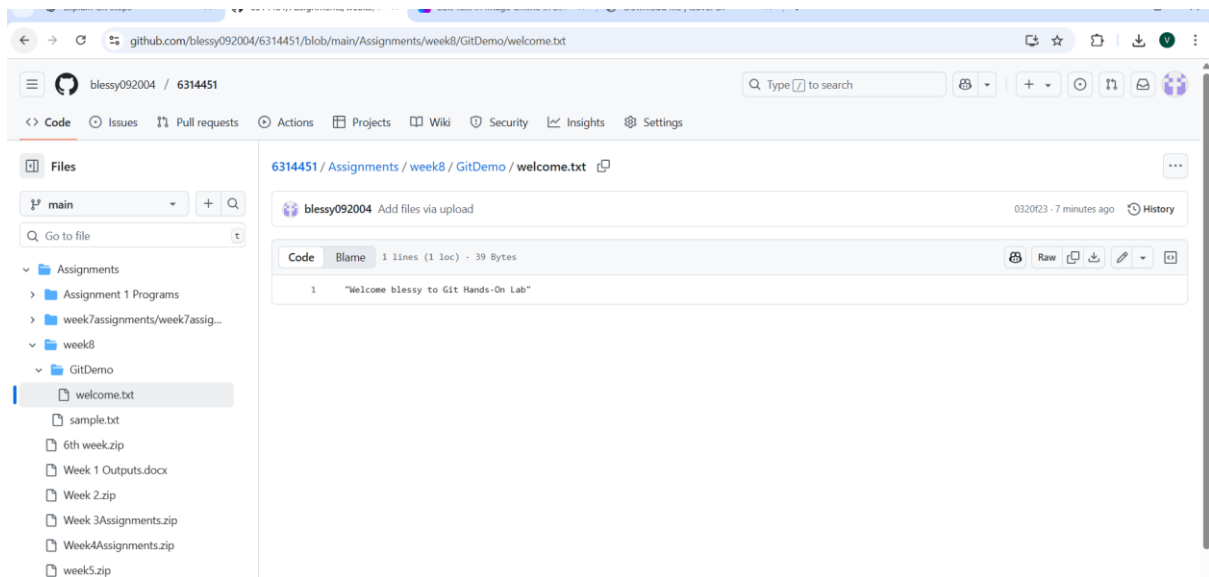 github.com/blessy092004/6314451/blob/main/Assignments/week8/GitDemo/welcome.txt
V
blessy092004 / 6314451
Type / to search
<> Code Issues Pull requests Actions Projects Wiki Security Insights Settings
Files
main
Go to file t
Assignments
Assignment 1 Programs
week7assignments/week7assig...
week8
GitDemo
welcome.txt
sample.txt
6th week.zip
Week 1 Outputs.docx
Week 2.zip
Week 3Assignments.zip
Week4Assignments.zip
week5.zip
6314451 / Assignments / week8 / GitDemo / welcome.txt
blessy092004 Add files via upload 0320f23 · 7 minutes ago History
Code Blame 1 lines (1 loc) · 39 Bytes Raw
1 "Welcome blessy to Git Hands-On Lab"